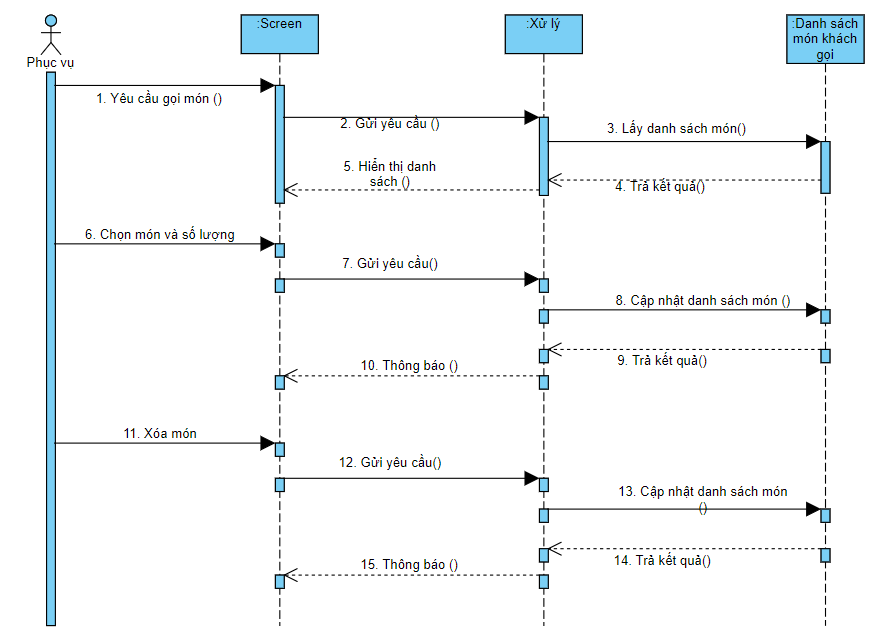 :Screen
:Xử lý
:Danh sách
món khách
gọi
Phục vụ
1. Yêu cầu gọi món ()
2. Gửi yêu cầu ()
3. Lấy danh sách món()
4. Trả kết quả()
5. Hiển thị danh
sách ()
6. Chọn món và số lượng
7. Gửi yêu cầu()
8. Cập nhật danh sách món ()
9. Trả kết quả()
10. Thông báo ()
11. Xóa món
12. Gửi yêu cầu()
13. Cập nhật danh sách món
()
14. Trả kết quả()
15. Thông báo ()